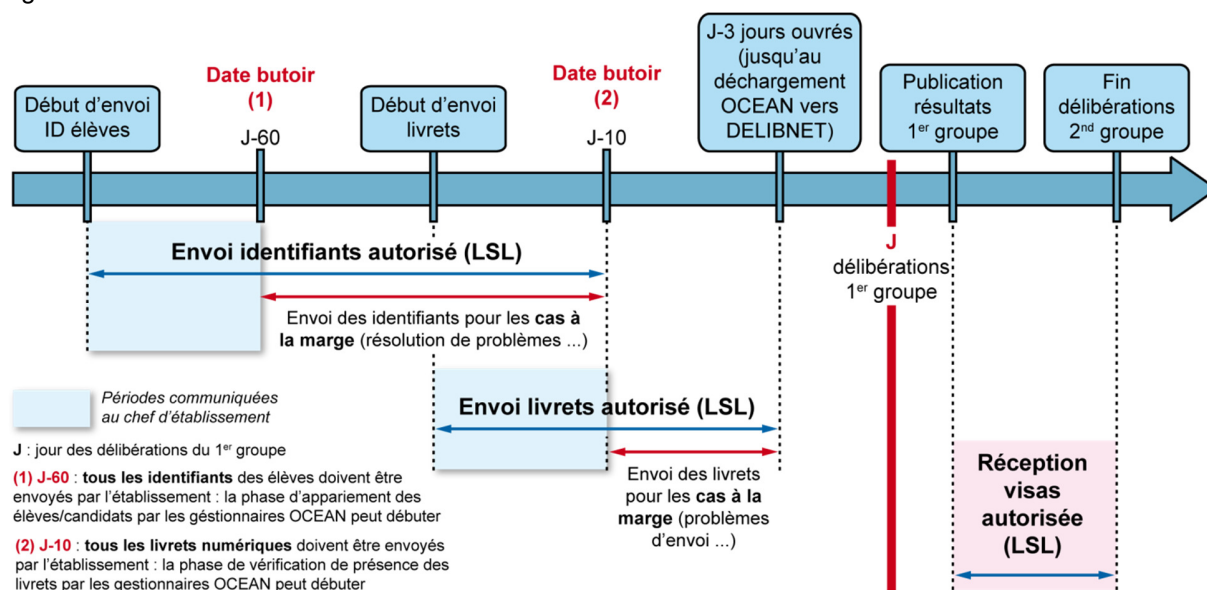 Début d'envoi
ID élèves
Date butoir
(1)
J-60
Début d'envoi
livrets
Date butoir
(2)
J-10
J-3 jours ouvrés
(jusqu'au
déchargement
OCEAN vers
DELIBNET)
Publication
résultats
1er groupe
Fin
délibérations
2nd groupe
Envoi identifiants autorisé (LSL)
Envoi des identifiants pour les cas à
la marge (résolution de problèmes ...)
J
délibérations
1er groupe
Envoi livrets autorisé (LSL)
Envoi des livrets
pour les cas à la
marge (problèmes
d'envoi ...)
Réception
visas
autorisée
(LSL)
Périodes communiquées
au chef d'établissement
J : jour des délibérations du 1er groupe
(1) J-60 : tous les identifiants des élèves doivent être
envoyés par l'établissement : la phase d'appariement des
élèves/candidats par les géstionnaires OCEAN peut débuter
(2) J-10 : tous les livrets numériques doivent être envoyés
par l'établissement : la phase de vérification de présence des
livrets par les gestionnaires OCEAN peut débuter